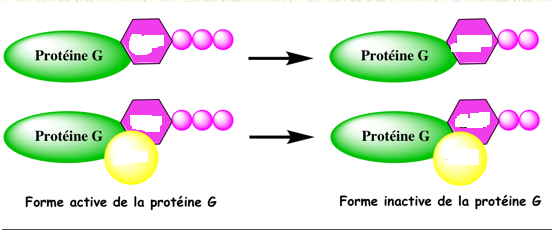 Protéine G
Protéine G
Protéine G
Protéine G
Forme active de la protéine G
Forme inactive de la protéine G